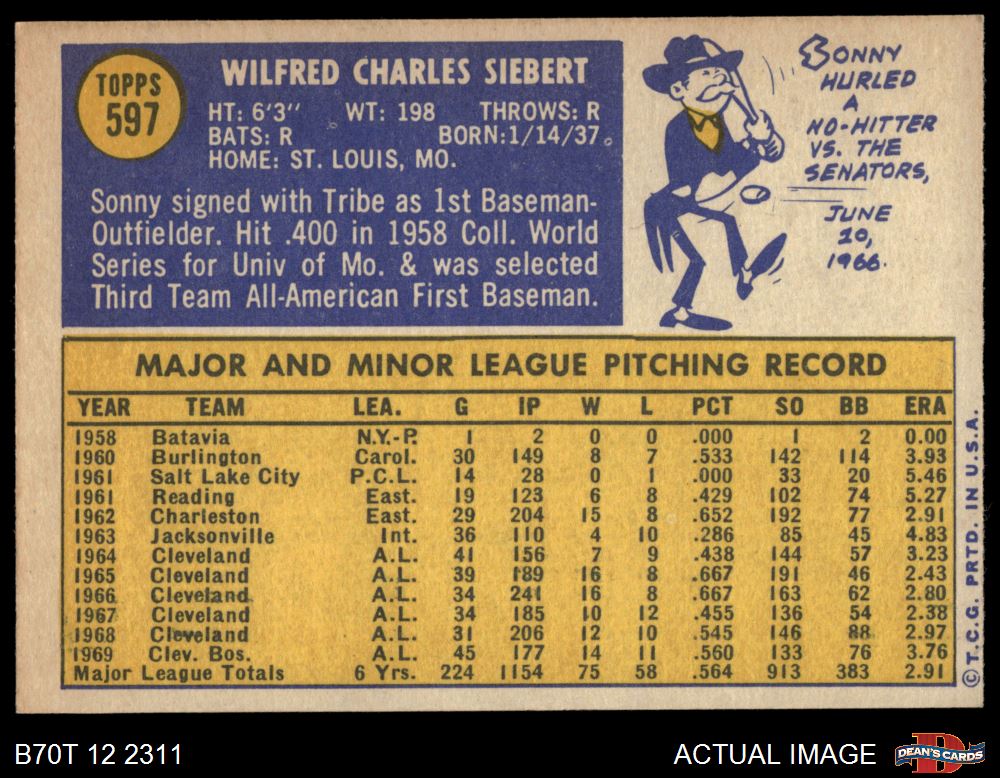 TOPPS
597
WILFRED CHARLES SIEBERT
HT: 6'3" WT: 198 THROWS: R
BATS: R BORN: 1/14/37
HOME: ST. LOUIS, MO.
Sonny signed with Tribe as 1st Baseman-
Outfielder. Hit .400 in 1958 Coll. World
Series for Univ of Mo. & was selected
Third Team All-American First Baseman.
SONNY
HURLED
A
NO-HITTER
VS. THE
SENATORS,
JUNE
10,
1966.
MAJOR AND MINOR LEAGUE PITCHING RECORD
YEAR TEAM LEA. G IP W L PCT SO BB ERA
1958 Batavia N.Y.-P. 1 2 0 0 .000 1 2 0.00
1960 Burlington Carol. 30 149 8 7 .533 142 114 3.93
1961 Salt Lake City P.C.L. 14 28 0 1 .000 33 20 5.46
1961 Reading East. 19 123 6 8 .429 102 74 5.27
1962 Charleston East. 29 204 15 8 .652 192 77 2.91
1963 Jacksonville Int. 36 110 4 10 .286 85 45 4.83
1964 Cleveland A.L. 41 156 7 9 .438 144 57 3.23
1965 Cleveland A.L. 39 189 16 8 .667 191 46 2.43
1966 Cleveland A.L. 34 241 16 8 .667 163 62 2.80
1967 Cleveland A.L. 34 185 10 12 .455 136 54 2.38
1968 Cleveland A.L. 31 206 12 10 .545 146 88 2.97
1969 Clev. Bos. A.L. 45 177 14 11 .560 133 76 3.76
Major League Totals 6 Yrs. 224 1154 75 58 .564 913 383 2.91
©T.C.G. PRTD. IN U.S.A.
B70T 12 2311
ACTUAL IMAGE
D
DEAN'S CARDS